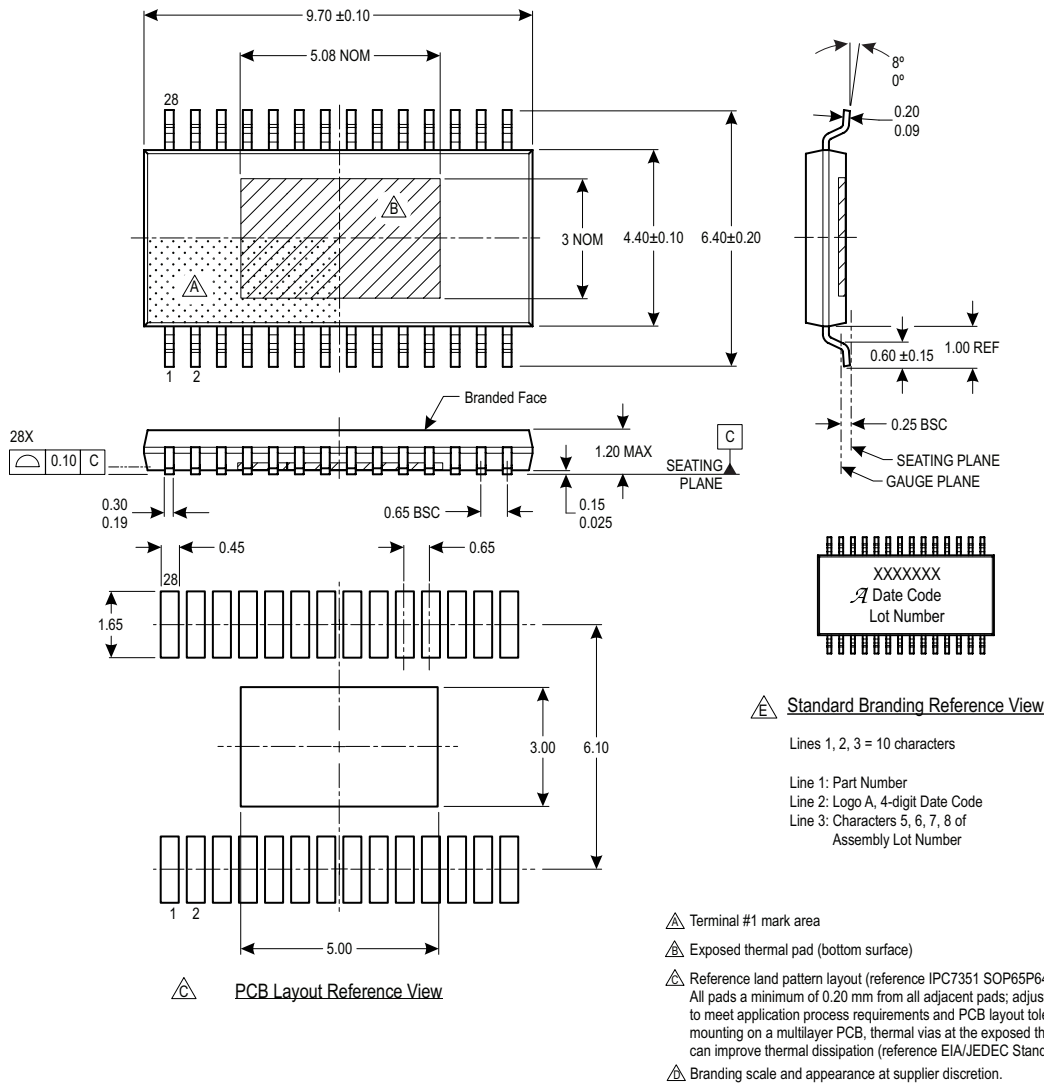 9.70 ±0.10
5.08 NOM
28
B
A
3 NOM
4.40±0.10
6.40±0.20
1 2
8º
0º
0.20
0.09
0.60 ±0.15
1.00 REF
0.25 BSC
SEATING PLANE
GAUGE PLANE
Branded Face
28X
0.10 C
1.20 MAX
C
SEATING
PLANE
0.30
0.19
0.65 BSC
0.15
0.025
0.45
0.65
28
1.65
3.00
6.10
1 2
5.00
C PCB Layout Reference View
XXXXXXX
A Date Code
Lot Number
E Standard Branding Reference View
Lines 1, 2, 3 = 10 characters
Line 1: Part Number
Line 2: Logo A, 4-digit Date Code
Line 3: Characters 5, 6, 7, 8 of
Assembly Lot Number
A Terminal #1 mark area
B Exposed thermal pad (bottom surface)
C Reference land pattern layout (reference IPC7351 SOP65P64
All pads a minimum of 0.20 mm from all adjacent pads; adjus
to meet application process requirements and PCB layout tole
mounting on a multilayer PCB, thermal vias at the exposed th
can improve thermal dissipation (reference EIA/JEDEC Stand
D Branding scale and appearance at supplier discretion.